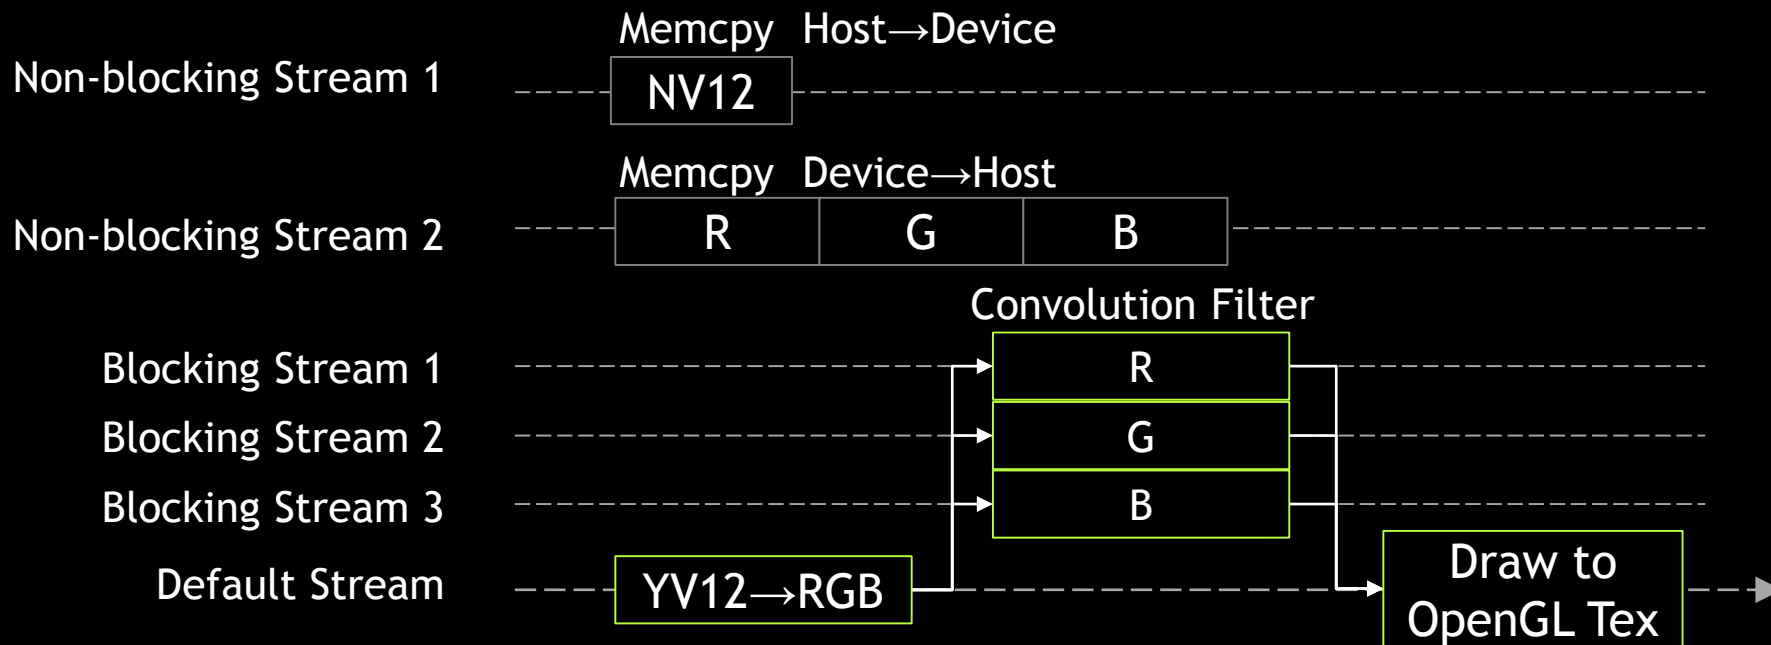 Memcpy Host→Device
Non-blocking Stream 1
NV12
Memcpy Device→Host
Non-blocking Stream 2
R G B
Convolution Filter
Blocking Stream 1
R
Blocking Stream 2
G
Blocking Stream 3
B
Default Stream
YV12→RGB
Draw to
OpenGL Tex